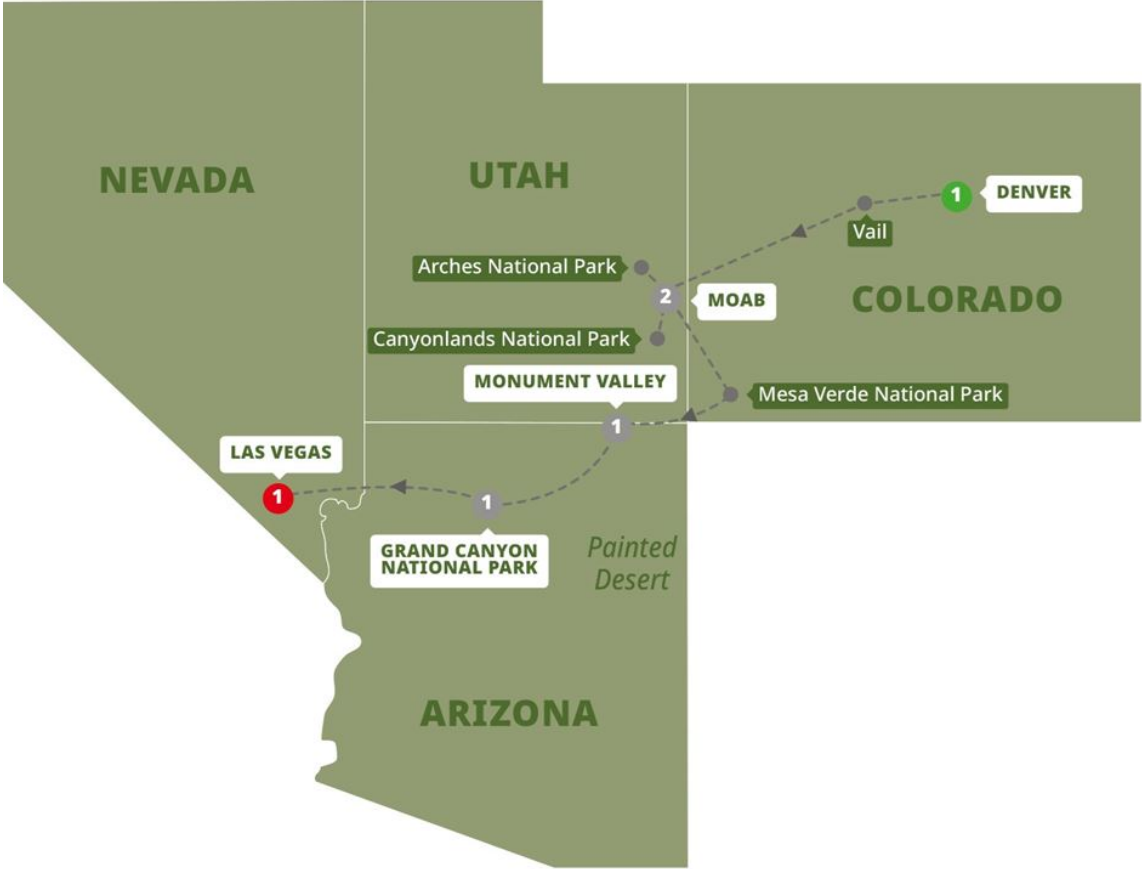 NEVADA
UTAH
1
DENVER
Vail
Arches National Park
2
MOAB
COLORADO
Canyonlands National Park
MONUMENT VALLEY
Mesa Verde National Park
1
LAS VEGAS
1
1
GRAND CANYON
NATIONAL PARK
Painted
Desert
ARIZONA